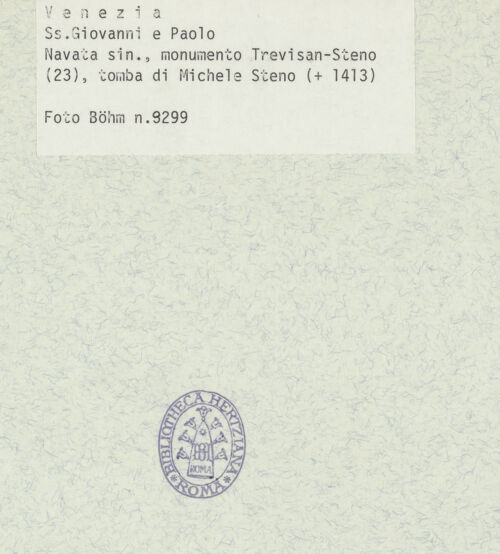 V e n e z i a
Ss.Giovanni e Paolo
Navata sin., monumento Trevisan-Steno
(23), tomba di Michele Steno (+ 1413)
Foto Böhm n.9299
*BIBLIOTHECA HERTZIANA*
ROMA
ROMA